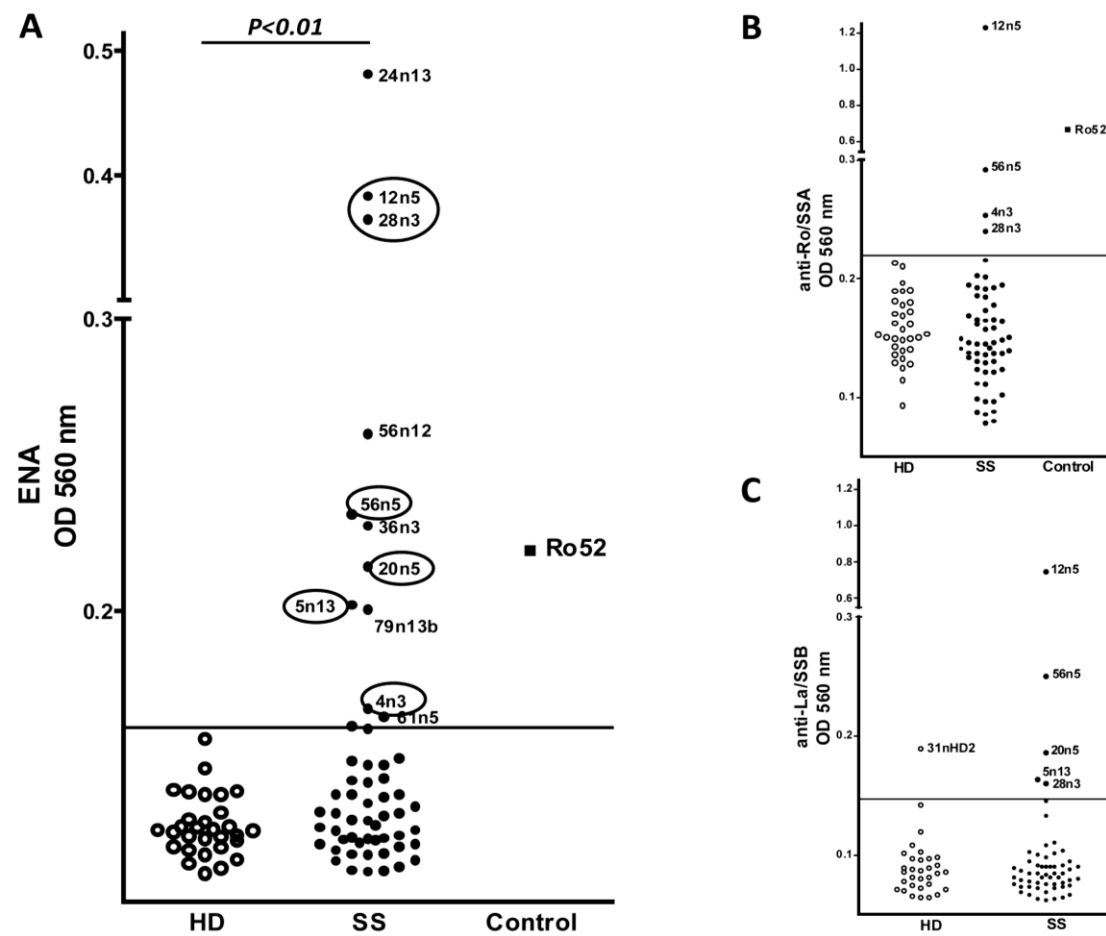 A
P<0.01
0.5
0.4
0.3
0.2
ENA
OD 560 nm
24n13
12n5
28n3
56n12
56n5
36n3
20n5
5n13
79n13b
4n3
61n5
Ro52
HD
SS
Control
B
1.2
1.0
0.8
0.6
0.3
0.2
0.1
anti-Ro/SSA
OD 560 nm
12n5
Ro52
56n5
4n3
28n3
HD
SS
Control
C
1.2
1.0
0.8
0.6
0.3
0.2
0.1
anti-La/SSB
OD 560 nm
12n5
56n5
31nHD2
20n5
5n13
28n3
HD
SS